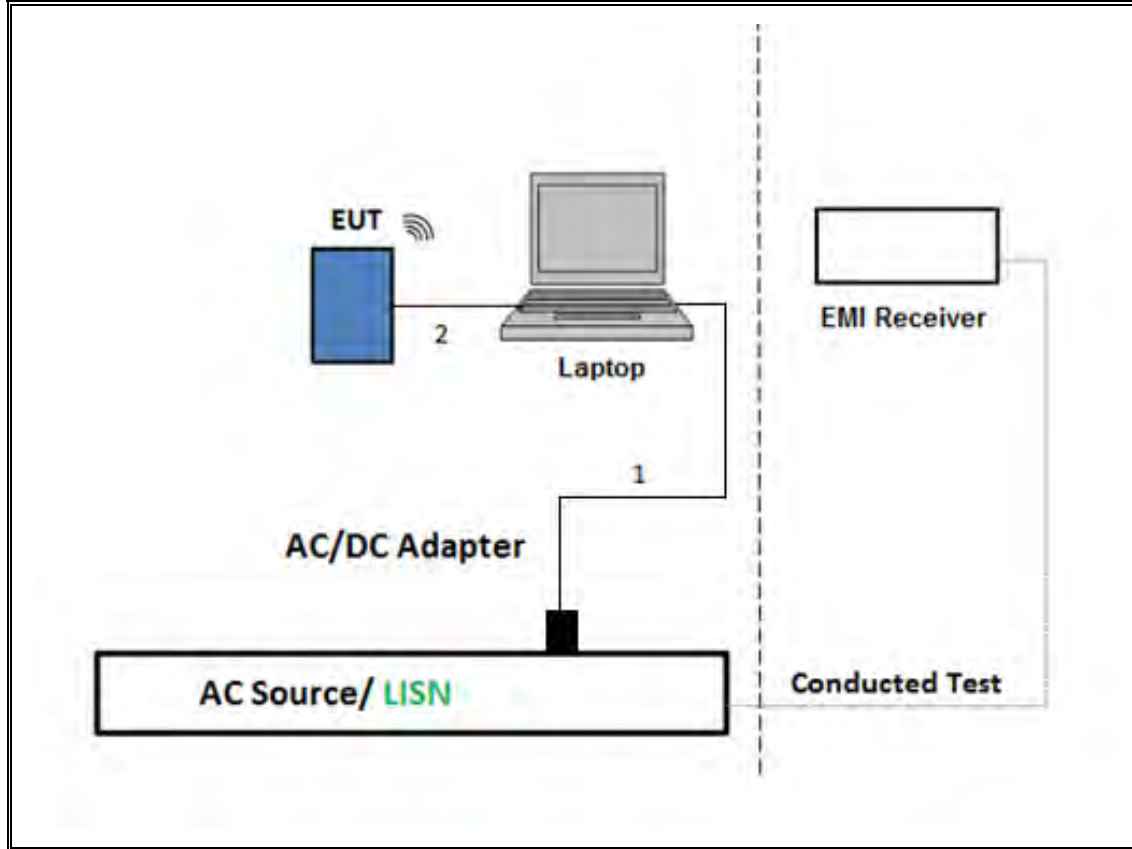 EUT
2
Laptop
EMI Receiver
1
AC/DC Adapter
AC Source/ LISN
Conducted Test